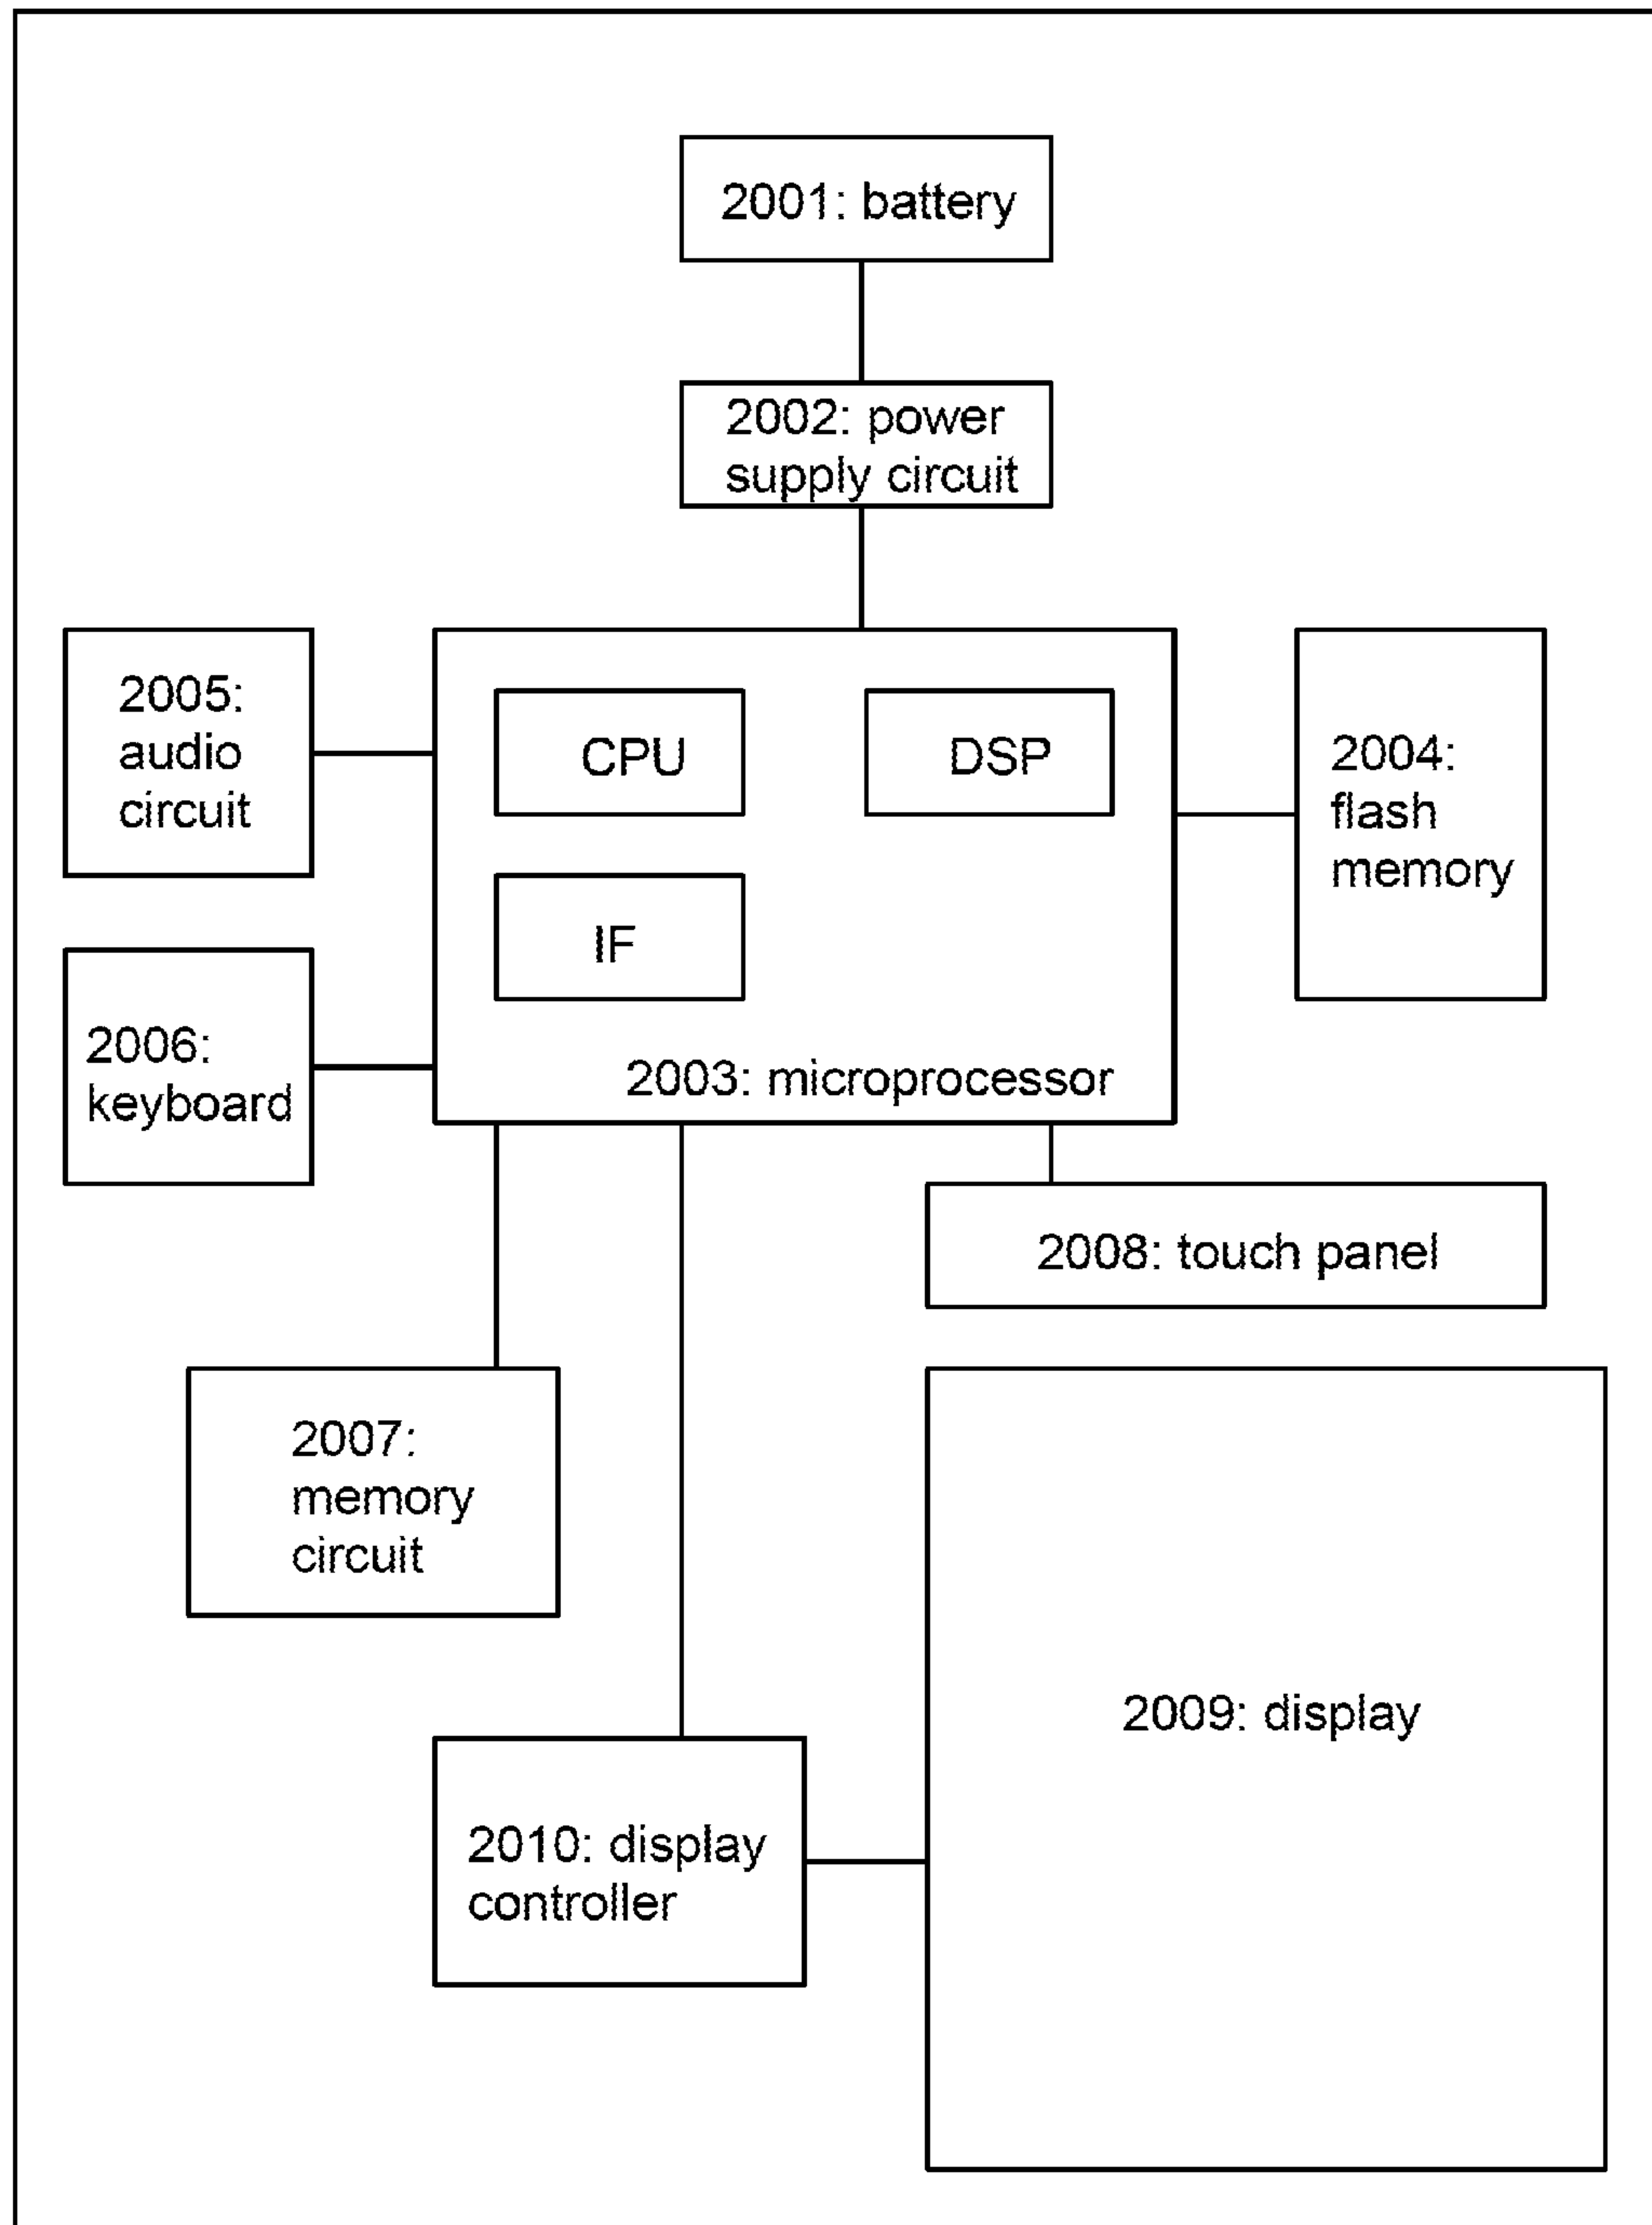 2001: battery
2002: power
supply circuit
2005:
audio
circuit
CPU
DSP
2004:
flash
memory
IF
2006:
keyboard
2003: microprocessor
2008: touch panel
2007:
memory
circuit
2009: display
2010: display
controller